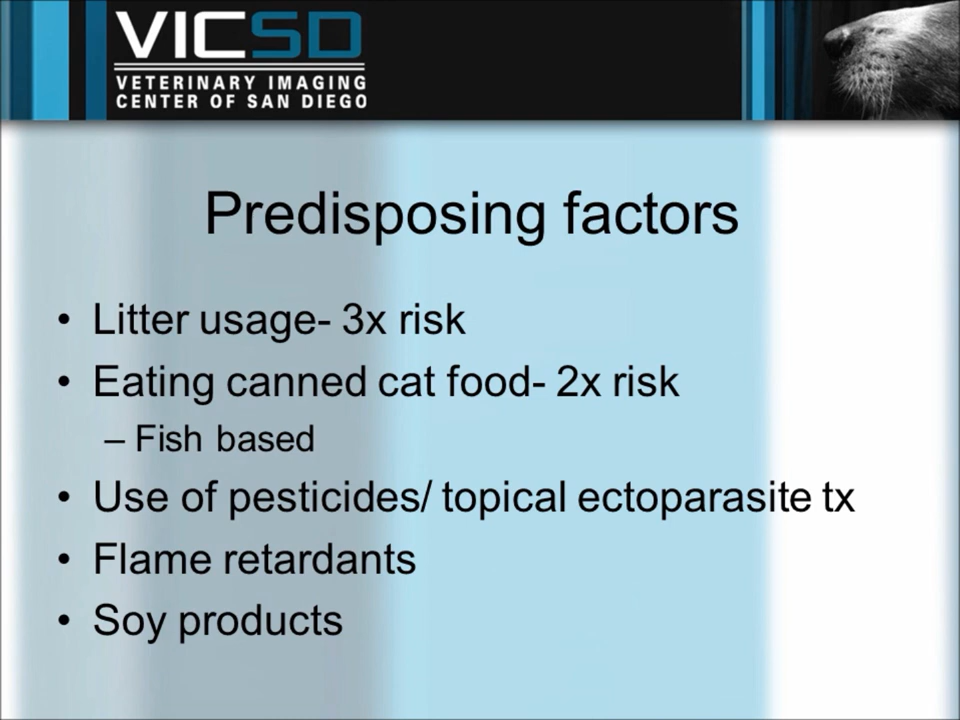 VICSD
VETERINARY IMAGING
CENTER OF SAN DIEGO
Predisposing factors
• Litter usage- 3x risk
• Eating canned cat food- 2x risk
– Fish based
• Use of pesticides/ topical ectoparasite tx
• Flame retardants
• Soy products